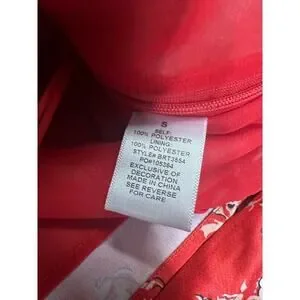 S
SELF:
100% POLYESTER
LINING:
100% POLYESTER
STYLE# BRT3554
PO#105384
EXCLUSIVE OF
DECORATION
MADE IN CHINA
SEE REVERSE
FOR CARE